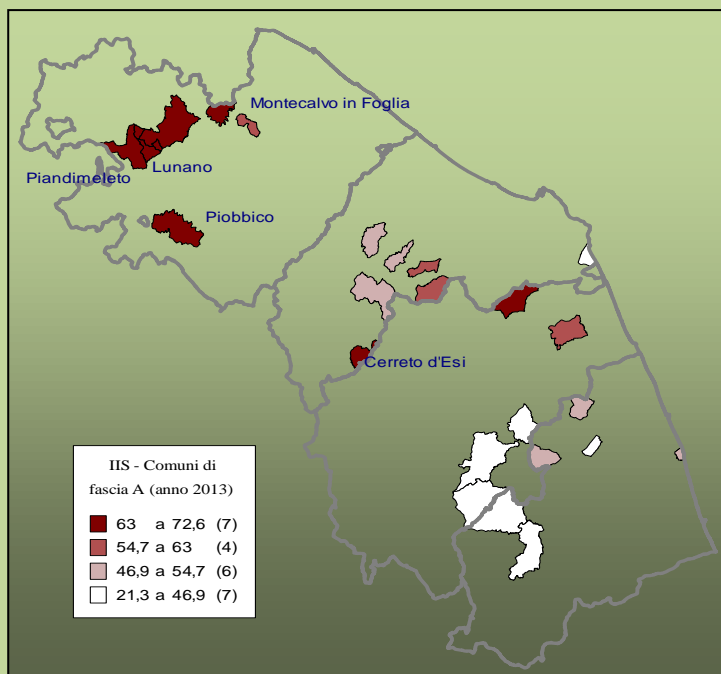 Montecalvo in Foglia
Lunano
Piandimeleto
Piobbico
Cerreto d'Esi
IIS - Comuni di
fascia A (anno 2013)
63 a 72,6 (7)
54,7 a 63 (4)
46,9 a 54,7 (6)
21,3 a 46,9 (7)